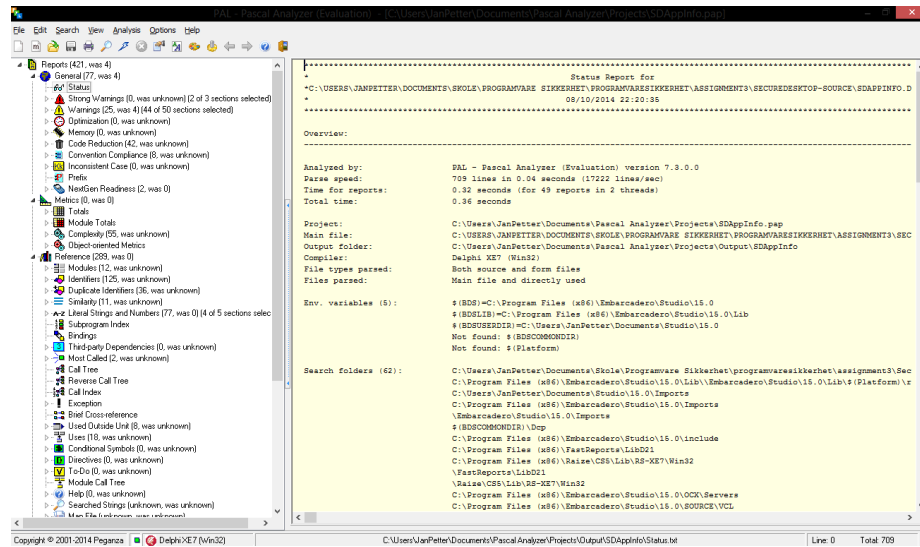 PAL - Pascal Analyzer (Evaluation) - [C:\Users\JanPetter\Documents\Pascal Analyzer\Projects\SDAppInfo.pap]
File Edit Search View Analysis Options Help
Reports (421, was 4)
General (77, was 4)
Status
Strong Warnings (0, was unknown) (2 of 3 sections selected)
Warnings (25, was 4) (44 of 50 sections selected)
Optimization (0, was unknown)
Memory (0, was unknown)
Code Reduction (42, was unknown)
Convention Compliance (8, was unknown)
Inconsistent Case (0, was unknown)
Prefix
NextGen Readiness (2, was 0)
Metrics (0, was 0)
Totals
Module Totals
Complexity (55, was unknown)
Object-oriented Metrics
Reference (289, was 0)
Modules (12, was unknown)
Identifiers (125, was unknown)
Duplicate Identifiers (36, was unknown)
Similarity (11, was unknown)
Literal Strings and Numbers (77, was 0) (4 of 5 sections selec
Subprogram Index
Bindings
Third-party Dependencies (0, was unknown)
Most Called (2, was unknown)
Call Tree
Reverse Call Tree
Call Index
Exception
Brief Cross-reference
Used Outside Unit (8, was unknown)
Uses (18, was unknown)
Conditional Symbols (0, was unknown)
Directives (0, was unknown)
To-Do (0, was unknown)
Module Call Tree
Help (0, was unknown)
Searched Strings (unknown, was unknown)
Map File (unknown, was unknown)
********************************************************************************
* Status Report for
*C:\USERS\JANPETTER\DOCUMENTS\SKOLE\PROGRAMVARE SIKKERHET\PROGRAMVARESIKKERHET\ASSIGNMENT3\SECUREDESKTOP-SOURCE\SDAPPINFO.D
* 08/10/2014 22:20:35
********************************************************************************
Overview:
--------------------------------------------------------------------------------
Analyzed by: PAL - Pascal Analyzer (Evaluation) version 7.3.0.0
Parse speed: 709 lines in 0.04 seconds (17222 lines/sec)
Time for reports: 0.32 seconds (for 49 reports in 2 threads)
Total time: 0.36 seconds
Project: C:\Users\JanPetter\Documents\Pascal Analyzer\Projects\SDAppInfo.pap
Main file: C:\USERS\JANPETTER\DOCUMENTS\SKOLE\PROGRAMVARE SIKKERHET\PROGRAMVARESIKKERHET\ASSIGNMENT3\SEC
Output folder: C:\Users\JanPetter\Documents\Pascal Analyzer\Projects\Output\SDAppInfo
Compiler: Delphi XE7 (Win32)
File types parsed: Both source and form files
Files parsed: Main file and directly used
Env. variables (5): $(BDS)=C:\Program Files (x86)\Embarcadero\Studio\15.0
$(BDSLIB)=C:\Program Files (x86)\Embarcadero\Studio\15.0\Lib
$(BDSUSERDIR)=C:\Users\JanPetter\Documents\Studio\15.0
Not found: $(BDSCOMMONDIR)
Not found: $(Platform)
Search folders (62): C:\Users\JanPetter\Documents\Skole\Programvare Sikkerhet\programvaresikkerhet\assignment3\Sec
C:\Program Files (x86)\Embarcadero\Studio\15.0\Lib\\Embarcadero\Studio\15.0\Lib\$(Platform)\r
C:\Users\JanPetter\Documents\Studio\15.0\Imports
C:\Program Files (x86)\Embarcadero\Studio\15.0\Imports
\Embarcadero\Studio\15.0\Imports
$(BDSCOMMONDIR)\Dcp
C:\Program Files (x86)\Embarcadero\Studio\15.0\include
C:\Program Files (x86)\FastReports\LibD21
C:\Program Files (x86)\Raize\CS5\Lib\RS-XE7\Win32
\FastReports\LibD21
\Raize\CS5\Lib\RS-XE7\Win32
C:\Program Files (x86)\Embarcadero\Studio\15.0\OCX\Servers
C:\Program Files (x86)\Embarcadero\Studio\15.0\SOURCE\VCL
Copyright © 2001-2014 Peganza Delphi XE7 (Win32) C:\Users\JanPetter\Documents\Pascal Analyzer\Projects\Output\SDAppInfo\Status.txt Line: 0 Total: 709